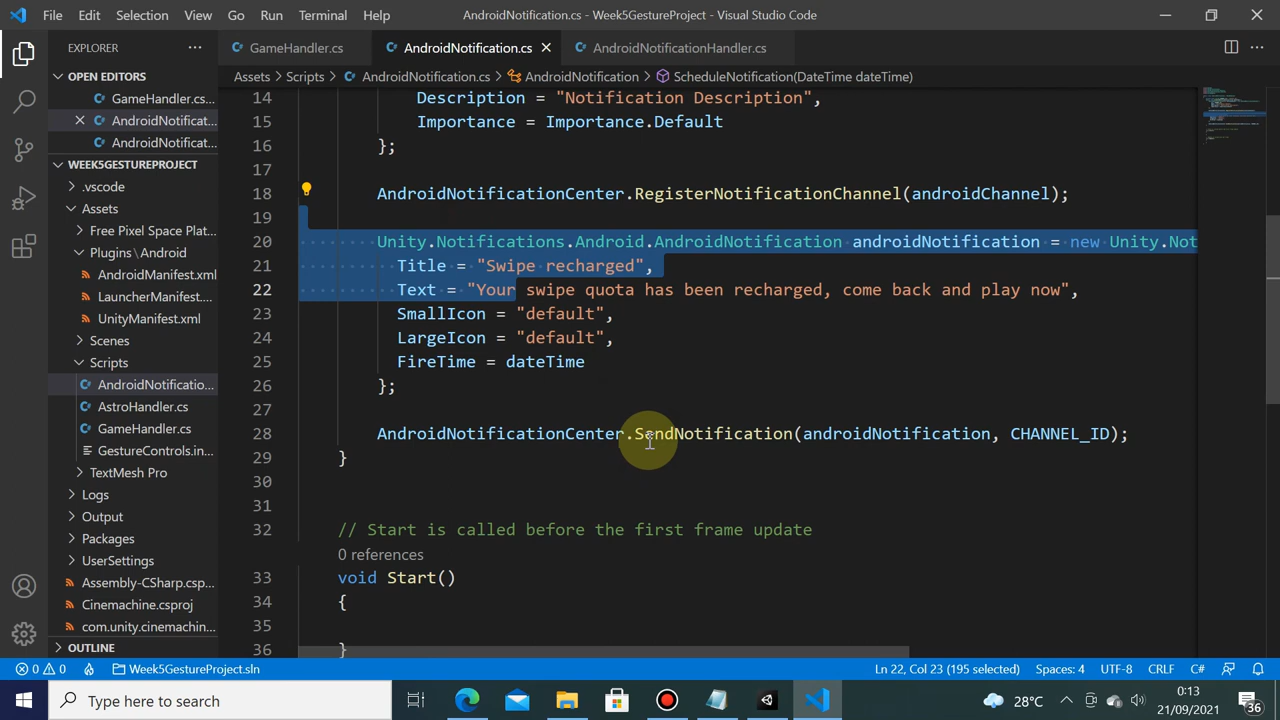 File Edit Selection View Go Run Terminal Help AndroidNotification.cs - Week5GestureProject - Visual Studio Code
EXPLORER
GameHandler.cs AndroidNotification.cs AndroidNotificationHandler.cs
Assets > Scripts > AndroidNotification.cs > AndroidNotification > ScheduleNotification(DateTime dateTime)
OPEN EDITORS
GameHandler.cs...
AndroidNotificat...
AndroidNotificat...
WEEK5GESTUREPROJECT
.vscode
Assets
Free Pixel Space Plat...
Plugins\Android
AndroidManifest.xml
LauncherManifest....
UnityManifest.xml
Scenes
Scripts
AndroidNotificatio...
AstroHandler.cs
GameHandler.cs
GestureControls.in...
TextMesh Pro
Logs
Output
Packages
UserSettings
Assembly-CSharp.csp...
Cinemachine.csproj
com.unity.cinemachin...
OUTLINE
14 Description = "Notification Description",
15 Importance = Importance.Default
16 };
17
18 AndroidNotificationCenter.RegisterNotificationChannel(androidChannel);
19
20 Unity.Notifications.Android.AndroidNotification androidNotification = new Unity.Not
21 Title = "Swipe recharged",
22 Text = "Your swipe quota has been recharged, come back and play now",
23 SmallIcon = "default",
24 LargeIcon = "default",
25 FireTime = dateTime
26 };
27
28 AndroidNotificationCenter.SendNotification(androidNotification, CHANNEL_ID);
29 }
30
31
32 // Start is called before the first frame update
0 references
33 void Start()
34 {
35
36 }
0 0 Week5GestureProject.sln Ln 22, Col 23 (195 selected) Spaces: 4 UTF-8 CRLF C#
Type here to search
28°C
0:13
21/09/2021
36